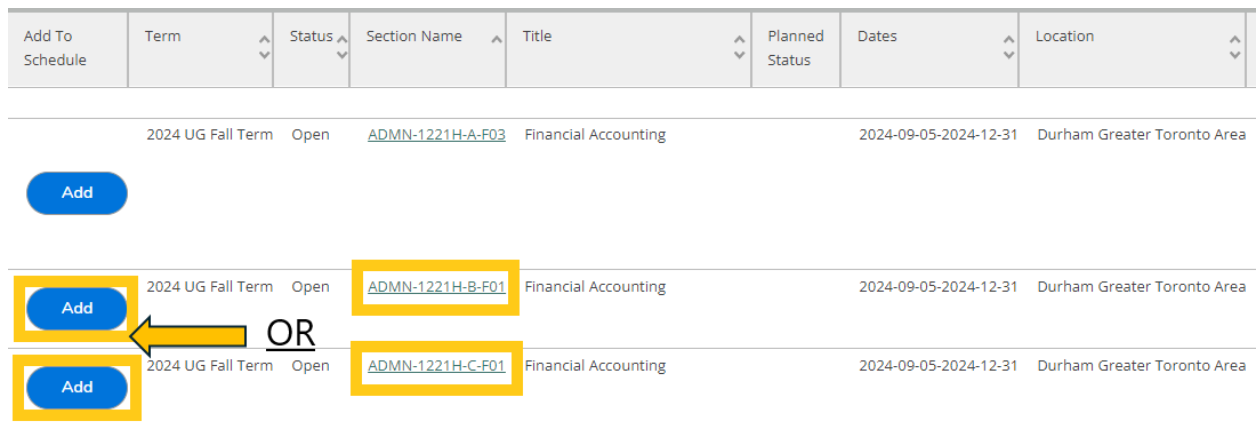 Add To Schedule Term Status Section Name Title Planned Status Dates Location
2024 UG Fall Term Open ADMN-1221H-A-F03 Financial Accounting 2024-09-05-2024-12-31 Durham Greater Toronto Area
Add
2024 UG Fall Term Open ADMN-1221H-B-F01 Financial Accounting 2024-09-05-2024-12-31 Durham Greater Toronto Area
Add
OR
2024 UG Fall Term Open ADMN-1221H-C-F01 Financial Accounting 2024-09-05-2024-12-31 Durham Greater Toronto Area
Add